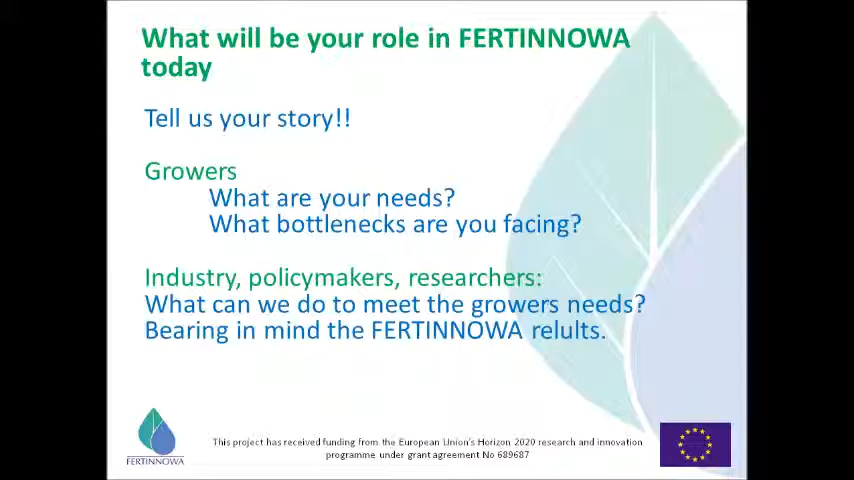 What will be your role in FERTINNOWA
today
Tell us your story!!
Growers
What are your needs?
What bottlenecks are you facing?
Industry, policymakers, researchers:
What can we do to meet the growers needs?
Bearing in mind the FERTINNOWA relults.
This project has received funding from the European Union's Horizon 2020 research and innovation
programme under grant agreement No 689687
FERTINNOWA